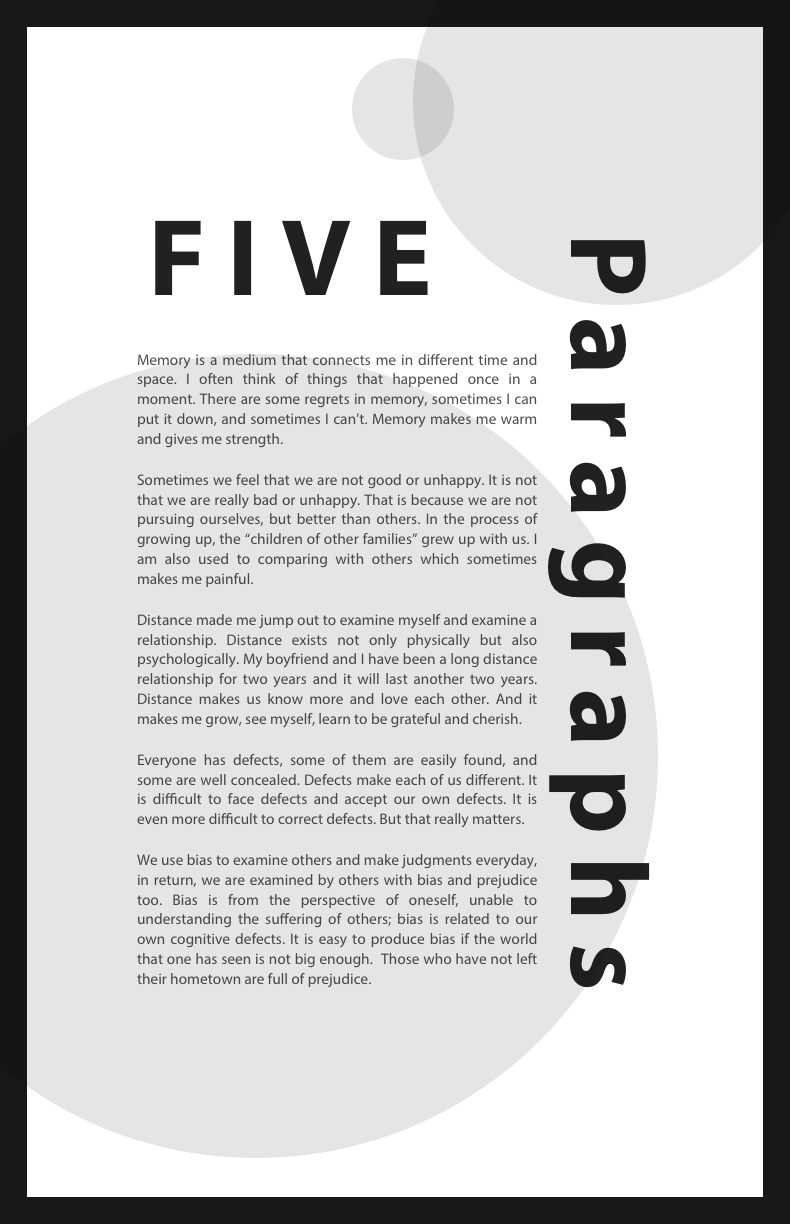 FIVE
Paragraphs
Memory is a medium that connects me in different time and
space. I often think of things that happened once in a
moment. There are some regrets in memory, sometimes I can
put it down, and sometimes I can’t. Memory makes me warm
and gives me strength.
Sometimes we feel that we are not good or unhappy. It is not
that we are really bad or unhappy. That is because we are not
pursuing ourselves, but better than others. In the process of
growing up, the “children of other families” grew up with us. I
am also used to comparing with others which sometimes
makes me painful.
Distance made me jump out to examine myself and examine a
relationship. Distance exists not only physically but also
psychologically. My boyfriend and I have been a long distance
relationship for two years and it will last another two years.
Distance makes us know more and love each other. And it
makes me grow, see myself, learn to be grateful and cherish.
Everyone has defects, some of them are easily found, and
some are well concealed. Defects make each of us different. It
is difficult to face defects and accept our own defects. It is
even more difficult to correct defects. But that really matters.
We use bias to examine others and make judgments everyday,
in return, we are examined by others with bias and prejudice
too. Bias is from the perspective of oneself, unable to
understanding the suffering of others; bias is related to our
own cognitive defects. It is easy to produce bias if the world
that one has seen is not big enough.  Those who have not left
their hometown are full of prejudice.